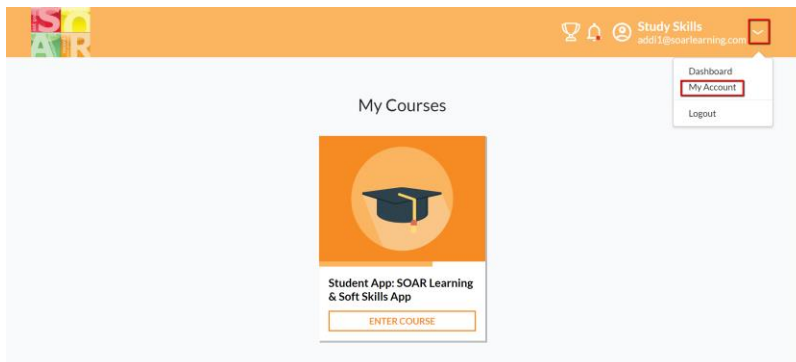 SO
AR
Study Skills
addi1@soarlearning.com
Dashboard
My Account
Logout
My Courses
Student App: SOAR Learning
& Soft Skills App
ENTER COURSE